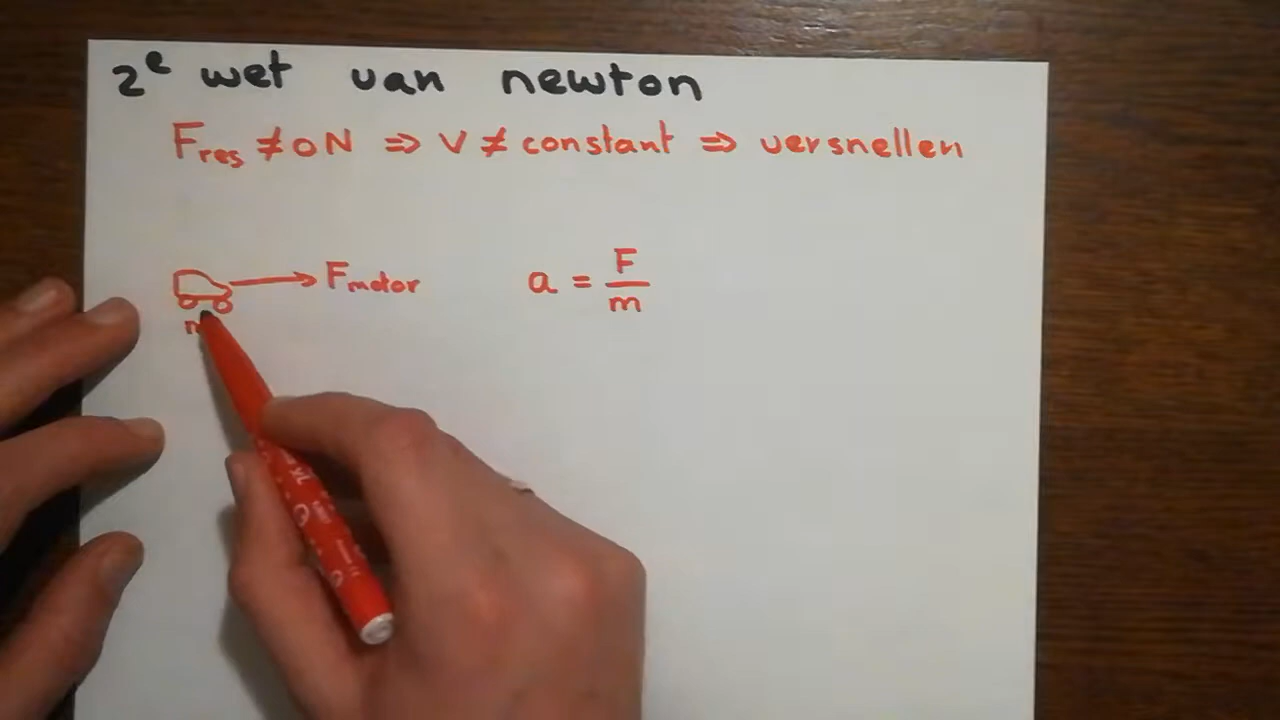 2e wet van newton
Fres ≠ 0N ⇒ V ≠ constant ⇒ versnellen
Fmotor a = F/m
m